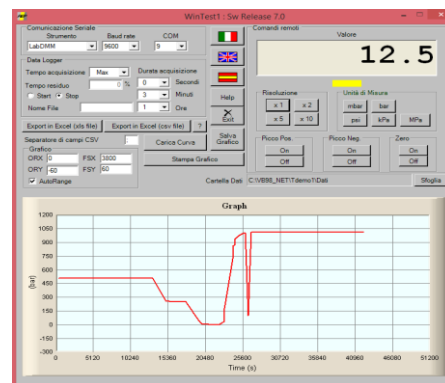 WinTest1 : Sw Release 7.0
Comunicazione Seriale
Strumento Baud rate COM
LabDMM 9600 9
Data Logger
Tempo acquisizione Max Durata acquisizione
Tempo residuo 0 % 0 Secondi
Start Stop 3 Minuti
Nome File 1 Ore
Export in Excel (xls file) Export in Excel (csv file) ?
Separatore di campi CSV
Grafico
ORX 0 FSX 3800
ORY -60 FSY 60
AutoRange
Carica Curva
Stampa Grafico
Help
Exit
Salva
Grafico
Comandi remoti
Valore
12.5
Risoluzione
x 1 x 2
x 5 x 10
Unità di Misura
mbar bar
psi kPa MPa
Picco Pos. Picco Neg. Zero
On On On
Off Off Off
Cartella Dati C:\VB98_NET\Tdemo1\Dati Sfoglia
Graph
(bar)
1200
1050
900
750
600
450
300
150
0
-150
-300
0 5120 10240 15360 20480 25600 30720 35840 40960 46080 51200
Time (s)